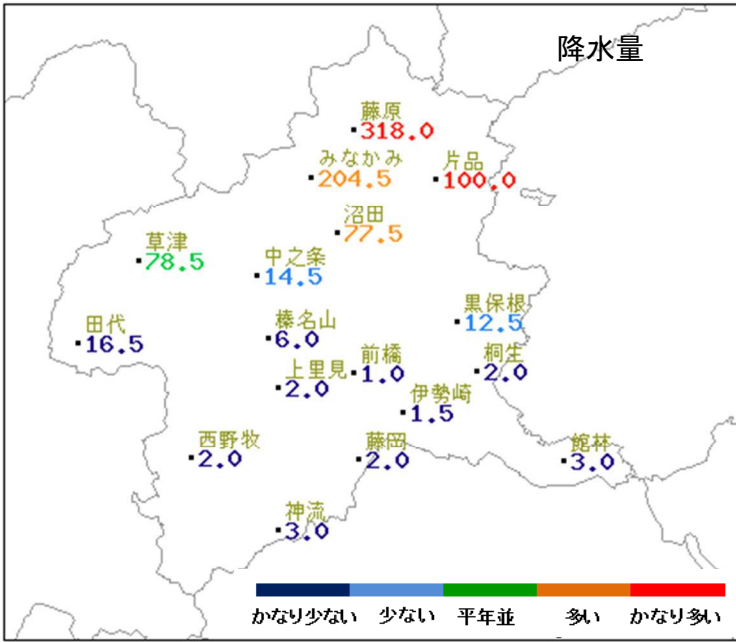 降水量
藤原
318.0
みなかみ
204.5
片品
100.0
沼田
77.5
草津
78.5
中之条
14.5
黒保根
12.5
田代
16.5
榛名山
6.0
前橋
1.0
桐生
2.0
上里見
2.0
伊勢崎
1.5
西野牧
2.0
藤岡
2.0
館林
3.0
神流
3.0
かなり少ない 少ない 平年並 多い かなり多い